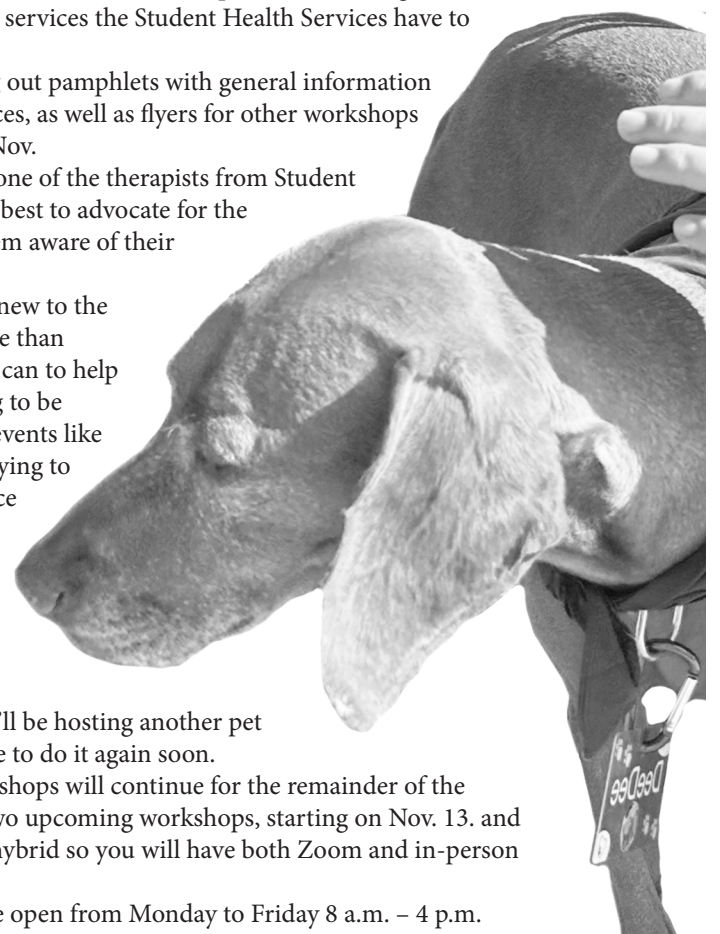 services the Student Health Services have to
g out pamphlets with general information
ces, as well as flyers for other workshops
Nov.
one of the therapists from Student
best to advocate for the
em aware of their
new to the
e than
can to help
g to be
events like
ying to
ce
'll be hosting another pet
e to do it again soon.
shops will continue for the remainder of the
wo upcoming workshops, starting on Nov. 13. and
hybrid so you will have both Zoom and in-person
e open from Monday to Friday 8 a.m. – 4 p.m.
DeeDee